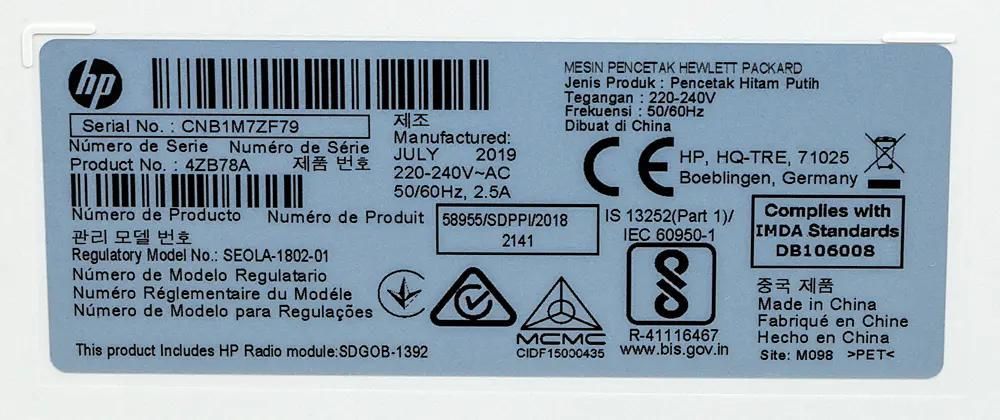 hp
Serial No. : CNB1M7ZF79
Número de Serie Numéro de Série
Product No. : 4ZB78A 제품 번호
Número de Producto Numéro de Produit
관리 모델 번호
Regulatory Model No.: SEOLA-1802-01
Número de Modelo Regulatario
Numéro Réglementaire du Modéle
Número de Modelo para Regulações
This product Includes HP Radio module:SDGOB-1392
제조
Manufactured:
JULY 2019
220-240V~AC
50/60Hz, 2.5A
58955/SDPPI/2018
2141
MESIN PENCETAK HEWLETT PACKARD
Jenis Produk : Pencetak Hitam Putih
Tegangan : 220-240V
Frekuensi : 50/60Hz
Dibuat di China
CE
HP, HQ-TRE, 71025
Boeblingen, Germany
IS 13252(Part 1)/
IEC 60950-1
Complies with
IMDA Standards
DB106008
MCMC
CIDF15000435
R-41116467
www.bis.gov.in
중국 제품
Made in China
Fabriqué en Chine
Hecho en China
Site: M098 >PET<